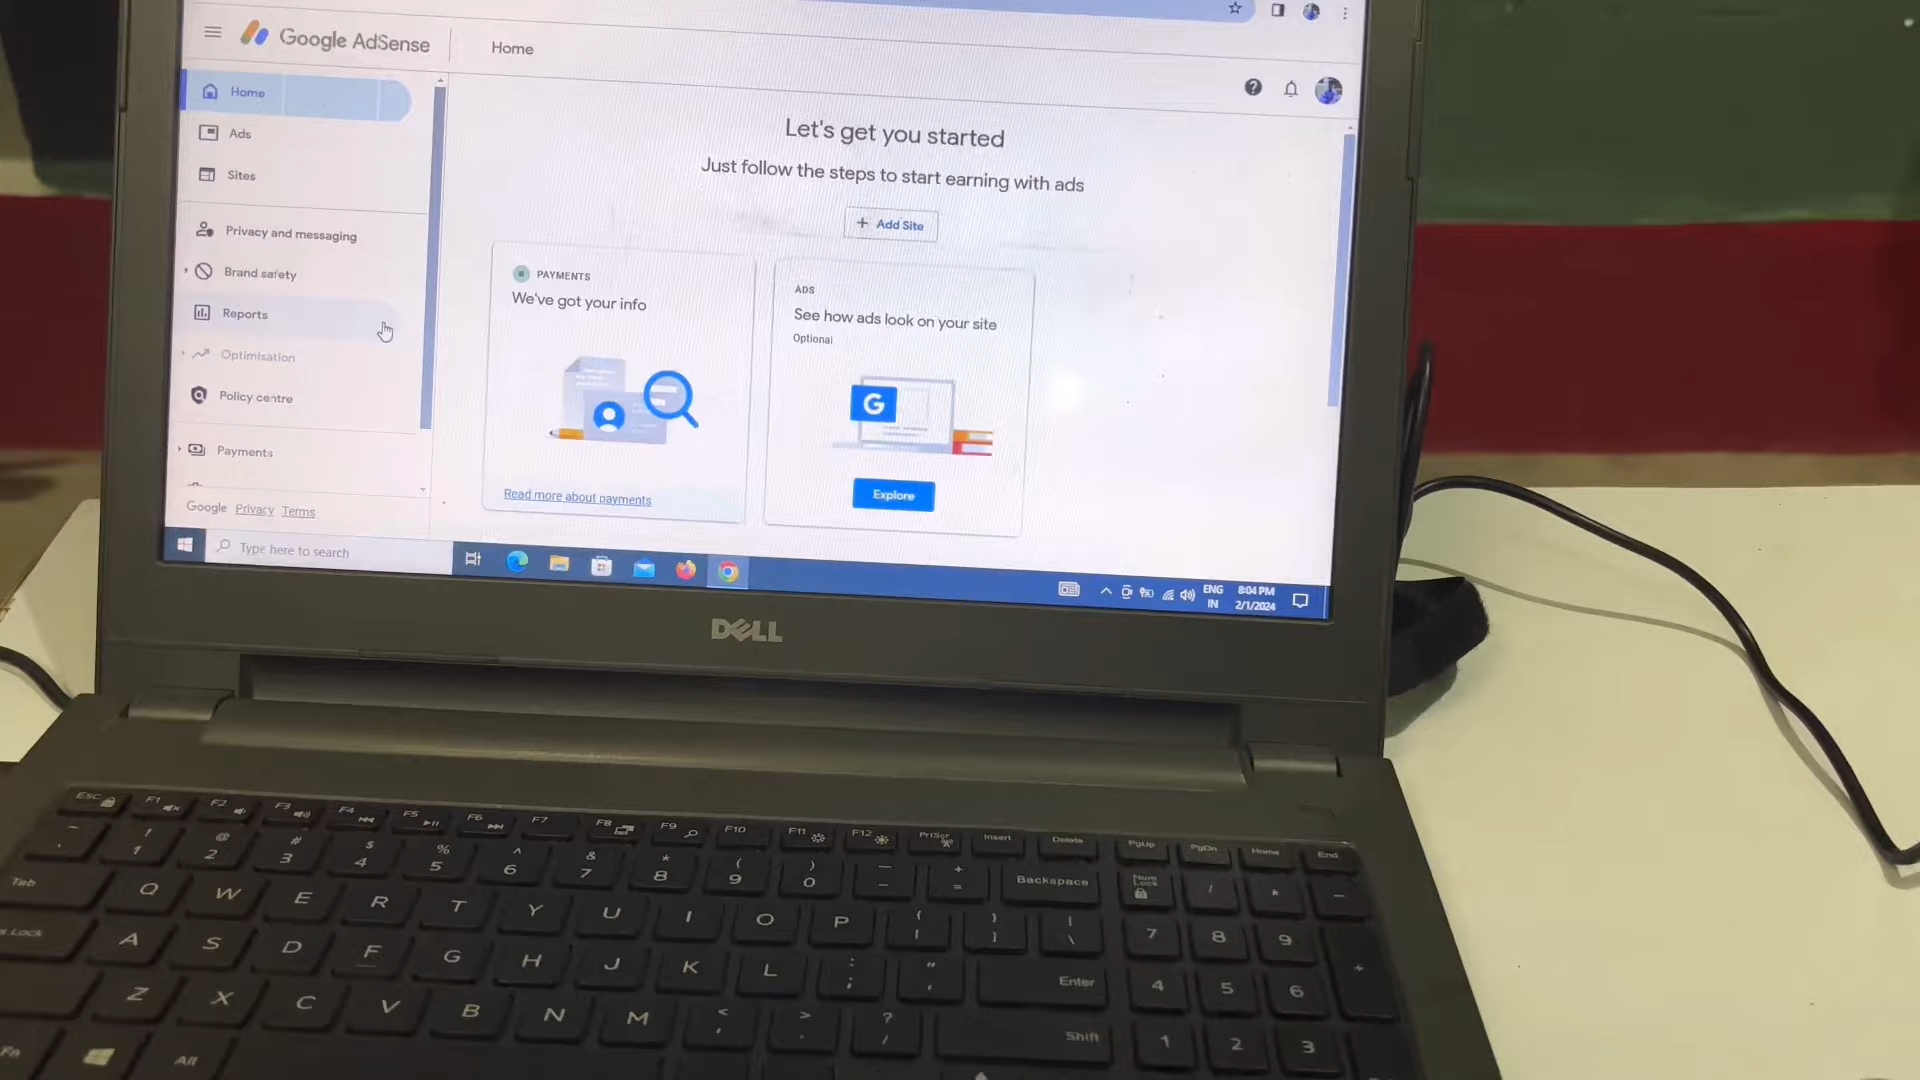 Google AdSense
Home
Home
Ads
Sites
Privacy and messaging
Brand safety
Reports
Optimisation
Policy centre
Payments
Google Privacy Terms
Let's get you started
Just follow the steps to start earning with ads
+ Add Site
PAYMENTS
We've got your info
Read more about payments
ADS
See how ads look on your site
Optional
G
Explore
Type here to search
ENG
IN
8:04 PM
2/1/2024
DELL
Esc F1 F2 F3 F4 F5 F6 F7 F8 F9 F10 F11 F12 PrtScr Insert Delete PgUp PgDn Home End
~ ! @ # $ % ^ & * ( ) _ +
1 2 3 4 5 6 7 8 9 0 - = Backspace Num Lock / * -
Tab Q W E R T Y U I O P { [ } ] | \ 7 8 9 +
s Lock A S D F G H J K L : ; " ' Enter 4 5 6
Z X C V B N M < , > . ? / Shift 1 2 3
Fn Alt